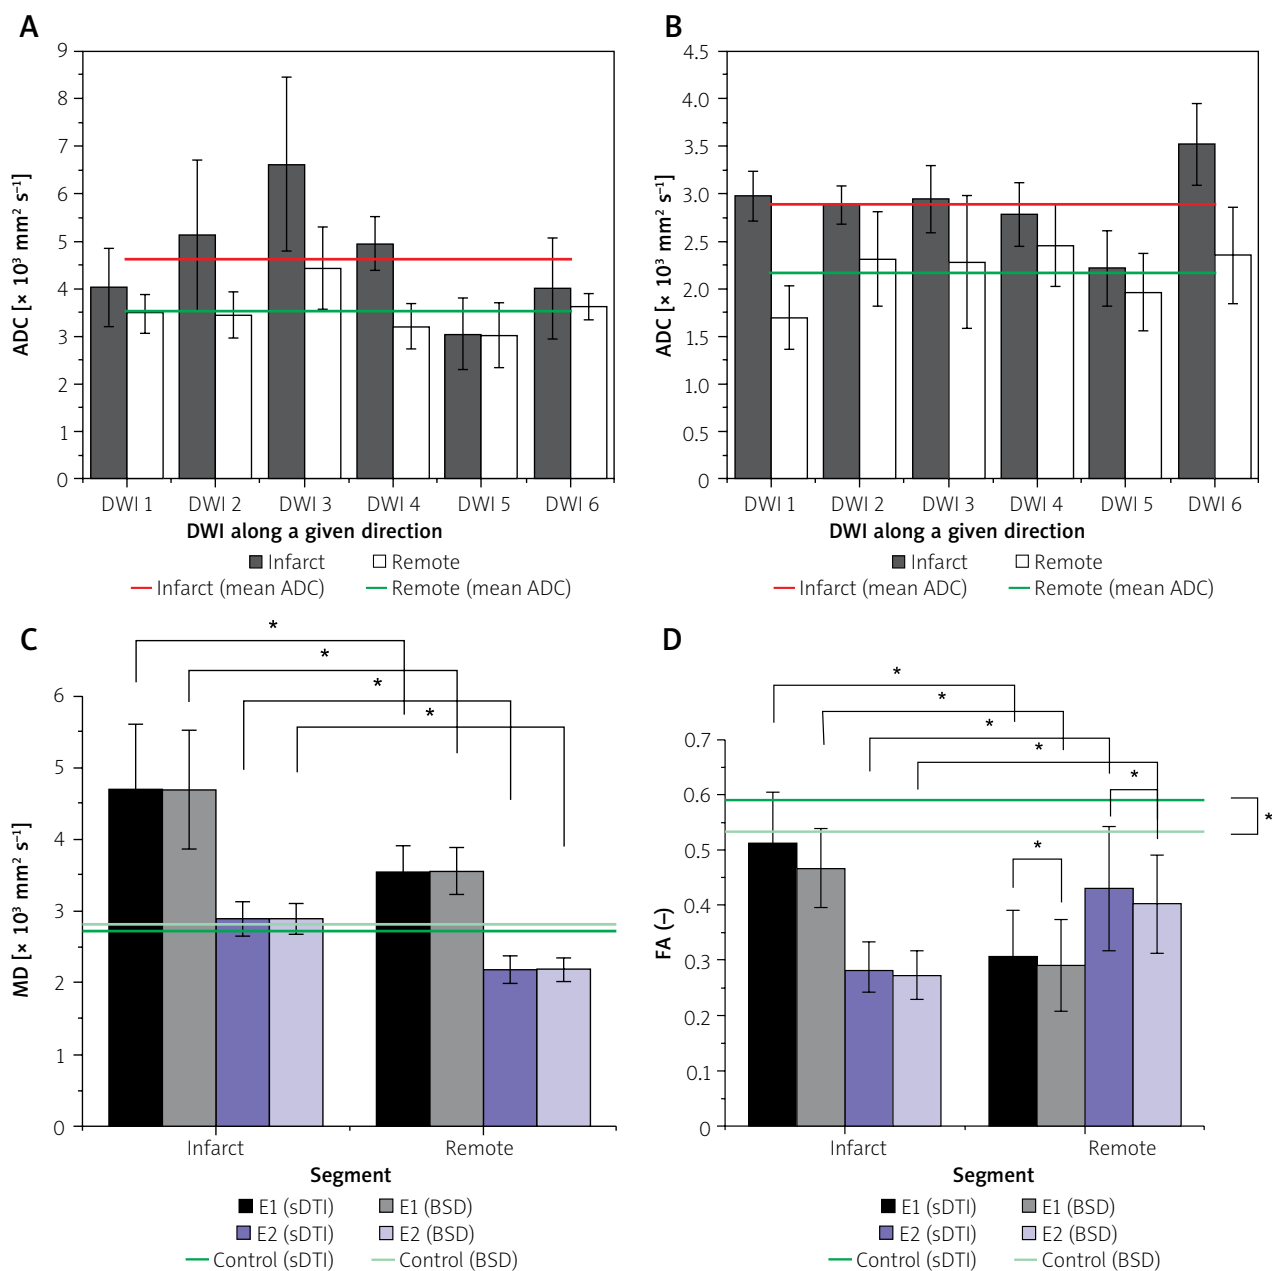 A
9
8
7
6
5
4
3
2
1
0
ADC [× 10³ mm² s⁻¹]
DWI 1 DWI 2 DWI 3 DWI 4 DWI 5 DWI 6
DWI along a given direction
Infarct Remote
Infarct (mean ADC) Remote (mean ADC)
B
4.5
4.0
3.5
3.0
2.5
2.0
1.5
1.0
0.5
0
ADC [× 10³ mm² s⁻¹]
DWI 1 DWI 2 DWI 3 DWI 4 DWI 5 DWI 6
DWI along a given direction
Infarct Remote
Infarct (mean ADC) Remote (mean ADC)
C
*
*
*
*
6
5
4
3
2
1
0
MD [× 10³ mm² s⁻¹]
Infarct Remote
Segment
E1 (sDTI) E1 (BSD)
E2 (sDTI) E2 (BSD)
Control (sDTI) Control (BSD)
D
*
*
*
*
*
*
*
0.7
0.6
0.5
0.4
0.3
0.2
0.1
0
FA (–)
Infarct Remote
Segment
E1 (sDTI) E1 (BSD)
E2 (sDTI) E2 (BSD)
Control (sDTI) Control (BSD)